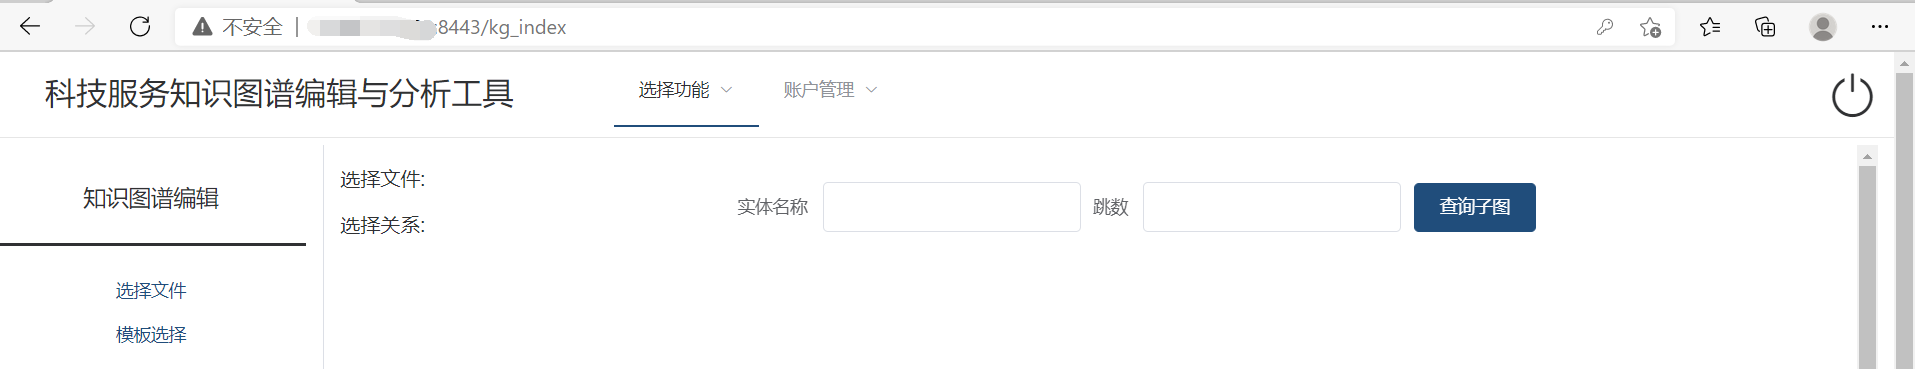 不安全 :8443/kg_index
科技服务知识图谱编辑与分析工具 选择功能 账户管理
知识图谱编辑
选择文件
模板选择
选择文件:
选择关系:
实体名称 跳数 查询子图